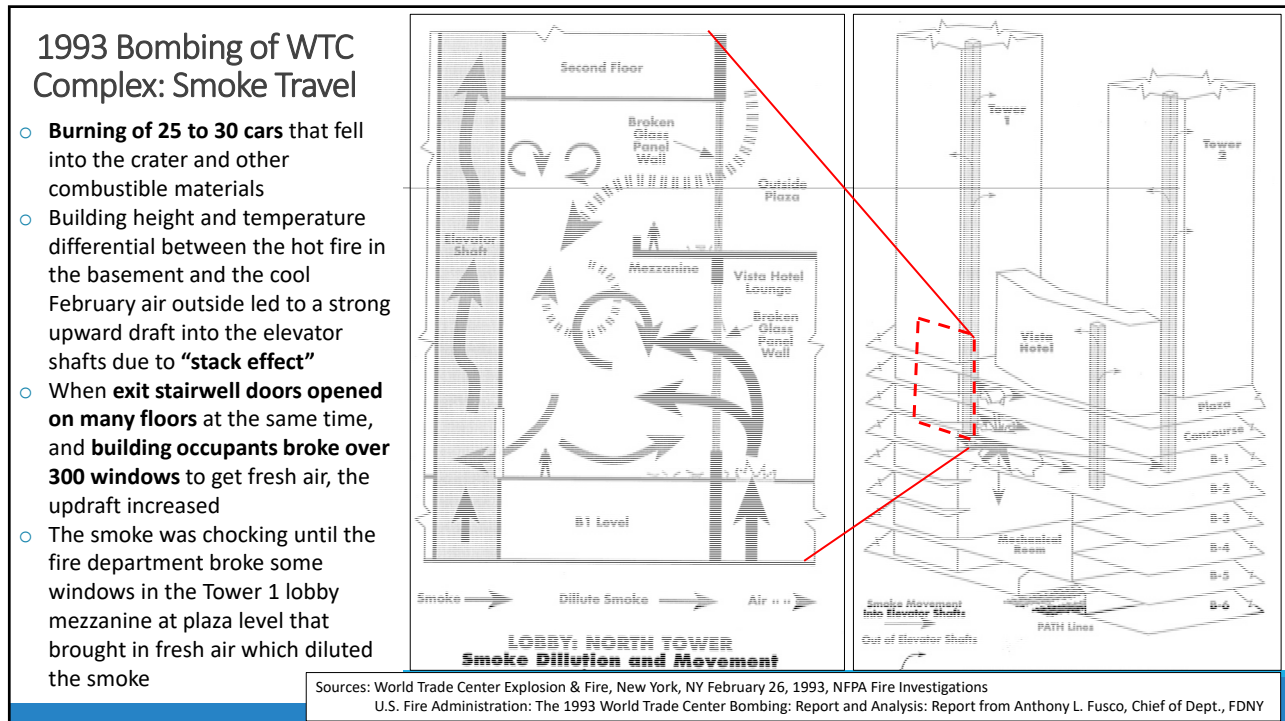 1993 Bombing of WTC
Complex: Smoke Travel
o Burning of 25 to 30 cars that fell
into the crater and other
combustible materials
o Building height and temperature
differential between the hot fire in
the basement and the cool
February air outside led to a strong
upward draft into the elevator
shafts due to “stack effect”
o When exit stairwell doors opened
on many floors at the same time,
and building occupants broke over
300 windows to get fresh air, the
updraft increased
o The smoke was chocking until the
fire department broke some
windows in the Tower 1 lobby
mezzanine at plaza level that
brought in fresh air which diluted
the smoke
Second Floor
Broken
Glass
Panel
Wall
Outside
Plaza
Elevator
Shaft
Mezzanine
Vista Hotel
Lounge
Broken
Glass
Panel
Wall
B1 Level
Smoke
Dilute Smoke
Air
LOBBY: NORTH TOWER
Smoke Dillution and Movement
Tower
1
Tower
2
Vista
Hotel
Plaza
Concourse
B-1
B-2
B-3
B-4
B-5
B-6
Mechanical
Room
PATH Lines
Smoke Movement
Into Elevator Shafts
Out of Elevator Shafts
Sources: World Trade Center Explosion & Fire, New York, NY February 26, 1993, NFPA Fire Investigations
U.S. Fire Administration: The 1993 World Trade Center Bombing: Report and Analysis: Report from Anthony L. Fusco, Chief of Dept., FDNY